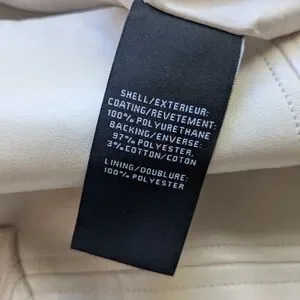 SHELL/EXTERIEUR:
COATING/REVETEMENT:
100% POLYURETHANE
BACKING/ENVERSE:
97% POLYESTER,
3% COTTON/COTON
LINING/DOUBLURE:
100% POLYESTER